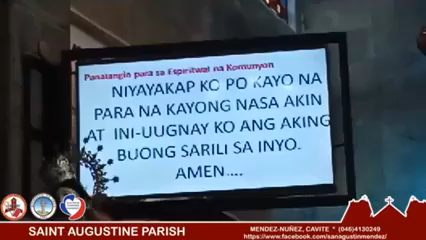 Panalangin para sa Espiritwal na Komunyon
NIYAYAKAP KO PO KAYO NA
PARA NA KAYONG NASA AKIN
AT INI-UUGNAY KO ANG AKING
BUONG SARILI SA INYO.
AMEN....
SAINT AUGUSTINE PARISH
MENDEZ-NUÑEZ, CAVITE * (046)4130249
https://www.facebook.com/sanagustinmendez/